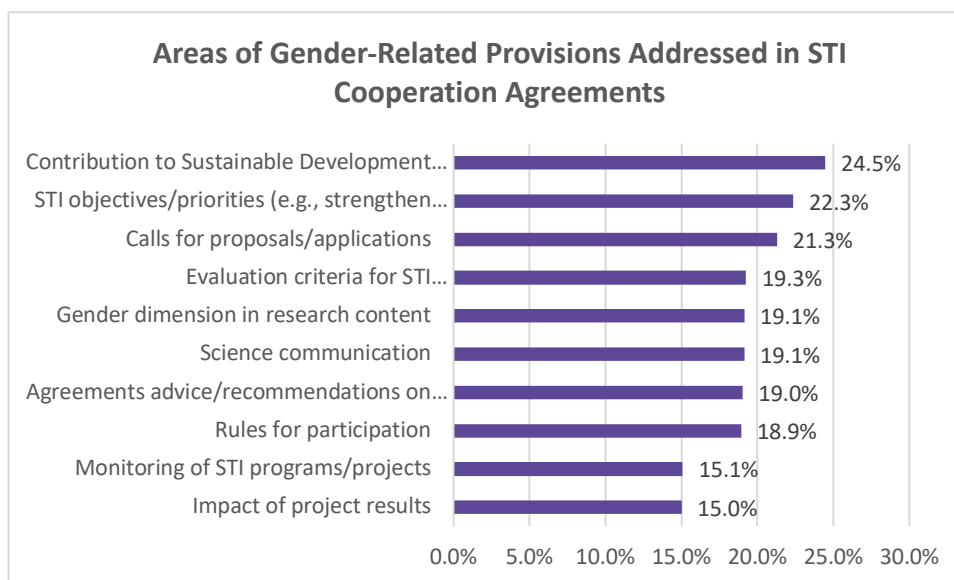 Areas of Gender-Related Provisions Addressed in STI
Cooperation Agreements
Contribution to Sustainable Development... 24.5%
STI objectives/priorities (e.g., strengthen... 22.3%
Calls for proposals/applications 21.3%
Evaluation criteria for STI... 19.3%
Gender dimension in research content 19.1%
Science communication 19.1%
Agreements advice/recommendations on... 19.0%
Rules for participation 18.9%
Monitoring of STI programs/projects 15.1%
Impact of project results 15.0%
0.0% 5.0% 10.0% 15.0% 20.0% 25.0% 30.0%